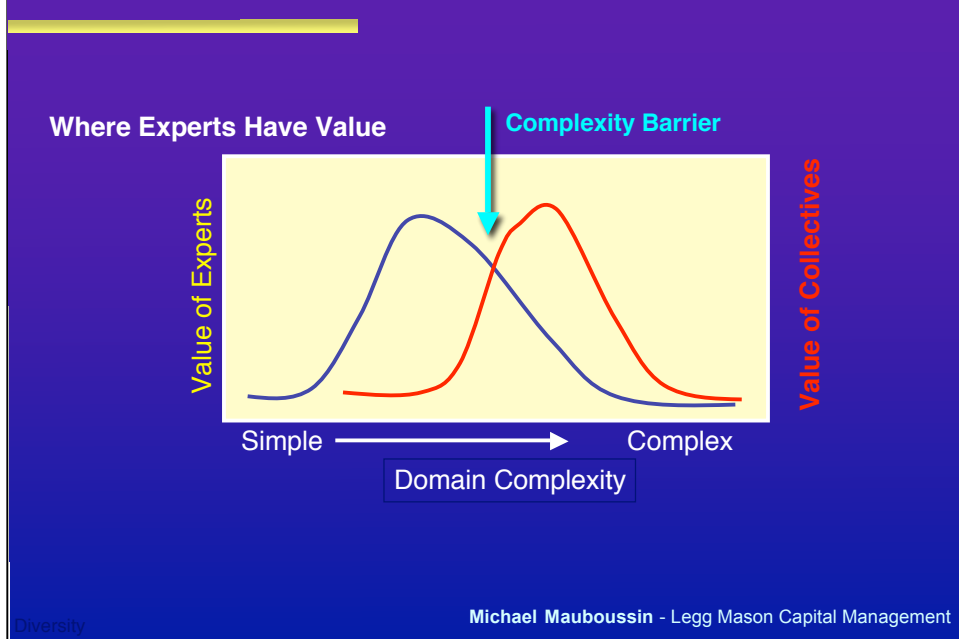 Where Experts Have Value
Complexity Barrier
Value of Experts
Value of Collectives
Simple
Complex
Domain Complexity
Michael Mauboussin - Legg Mason Capital Management
Diversity